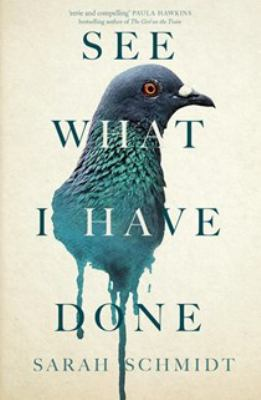 'eerie and compelling' PAULA HAWKINS
bestselling author of The Girl on the Train
SEE
WHAT
I HAVE
DONE
SARAH SCHMIDT